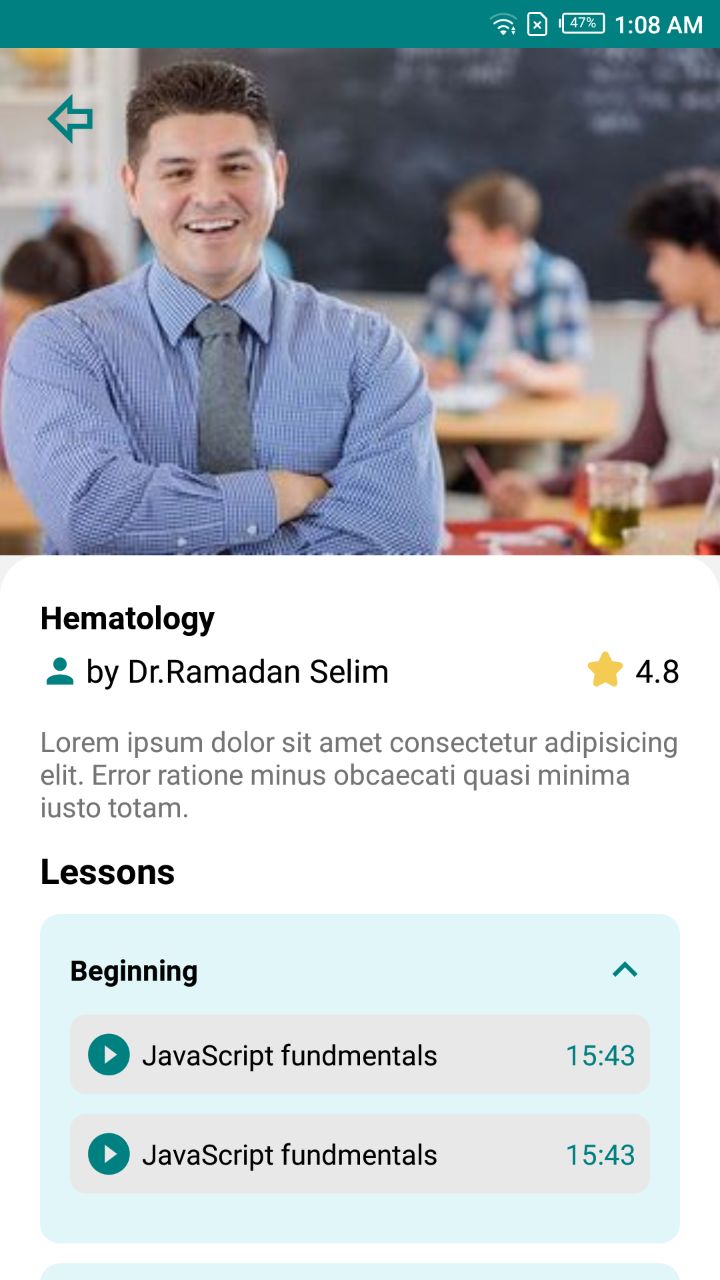 47% 1:08 AM
Hematology
by Dr.Ramadan Selim 4.8
Lorem ipsum dolor sit amet consectetur adipisicing
elit. Error ratione minus obcaecati quasi minima
iusto totam.
Lessons
Beginning
JavaScript fundmentals 15:43
JavaScript fundmentals 15:43